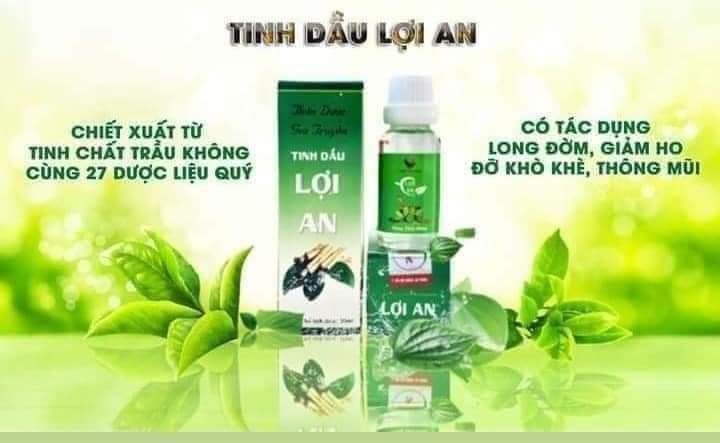 TINH DẦU LỢI AN
CHIẾT XUẤT TỪ
TINH CHẤT TRẦU KHÔNG
CÙNG 27 DƯỢC LIỆU QUÝ
CÓ TÁC DỤNG
LONG ĐỜM, GIẢM HO
ĐỠ KHÒ KHÈ, THÔNG MŨI
Thần Dược
Gia Truyền
TINH DẦU
LỢI
AN
LỢI AN